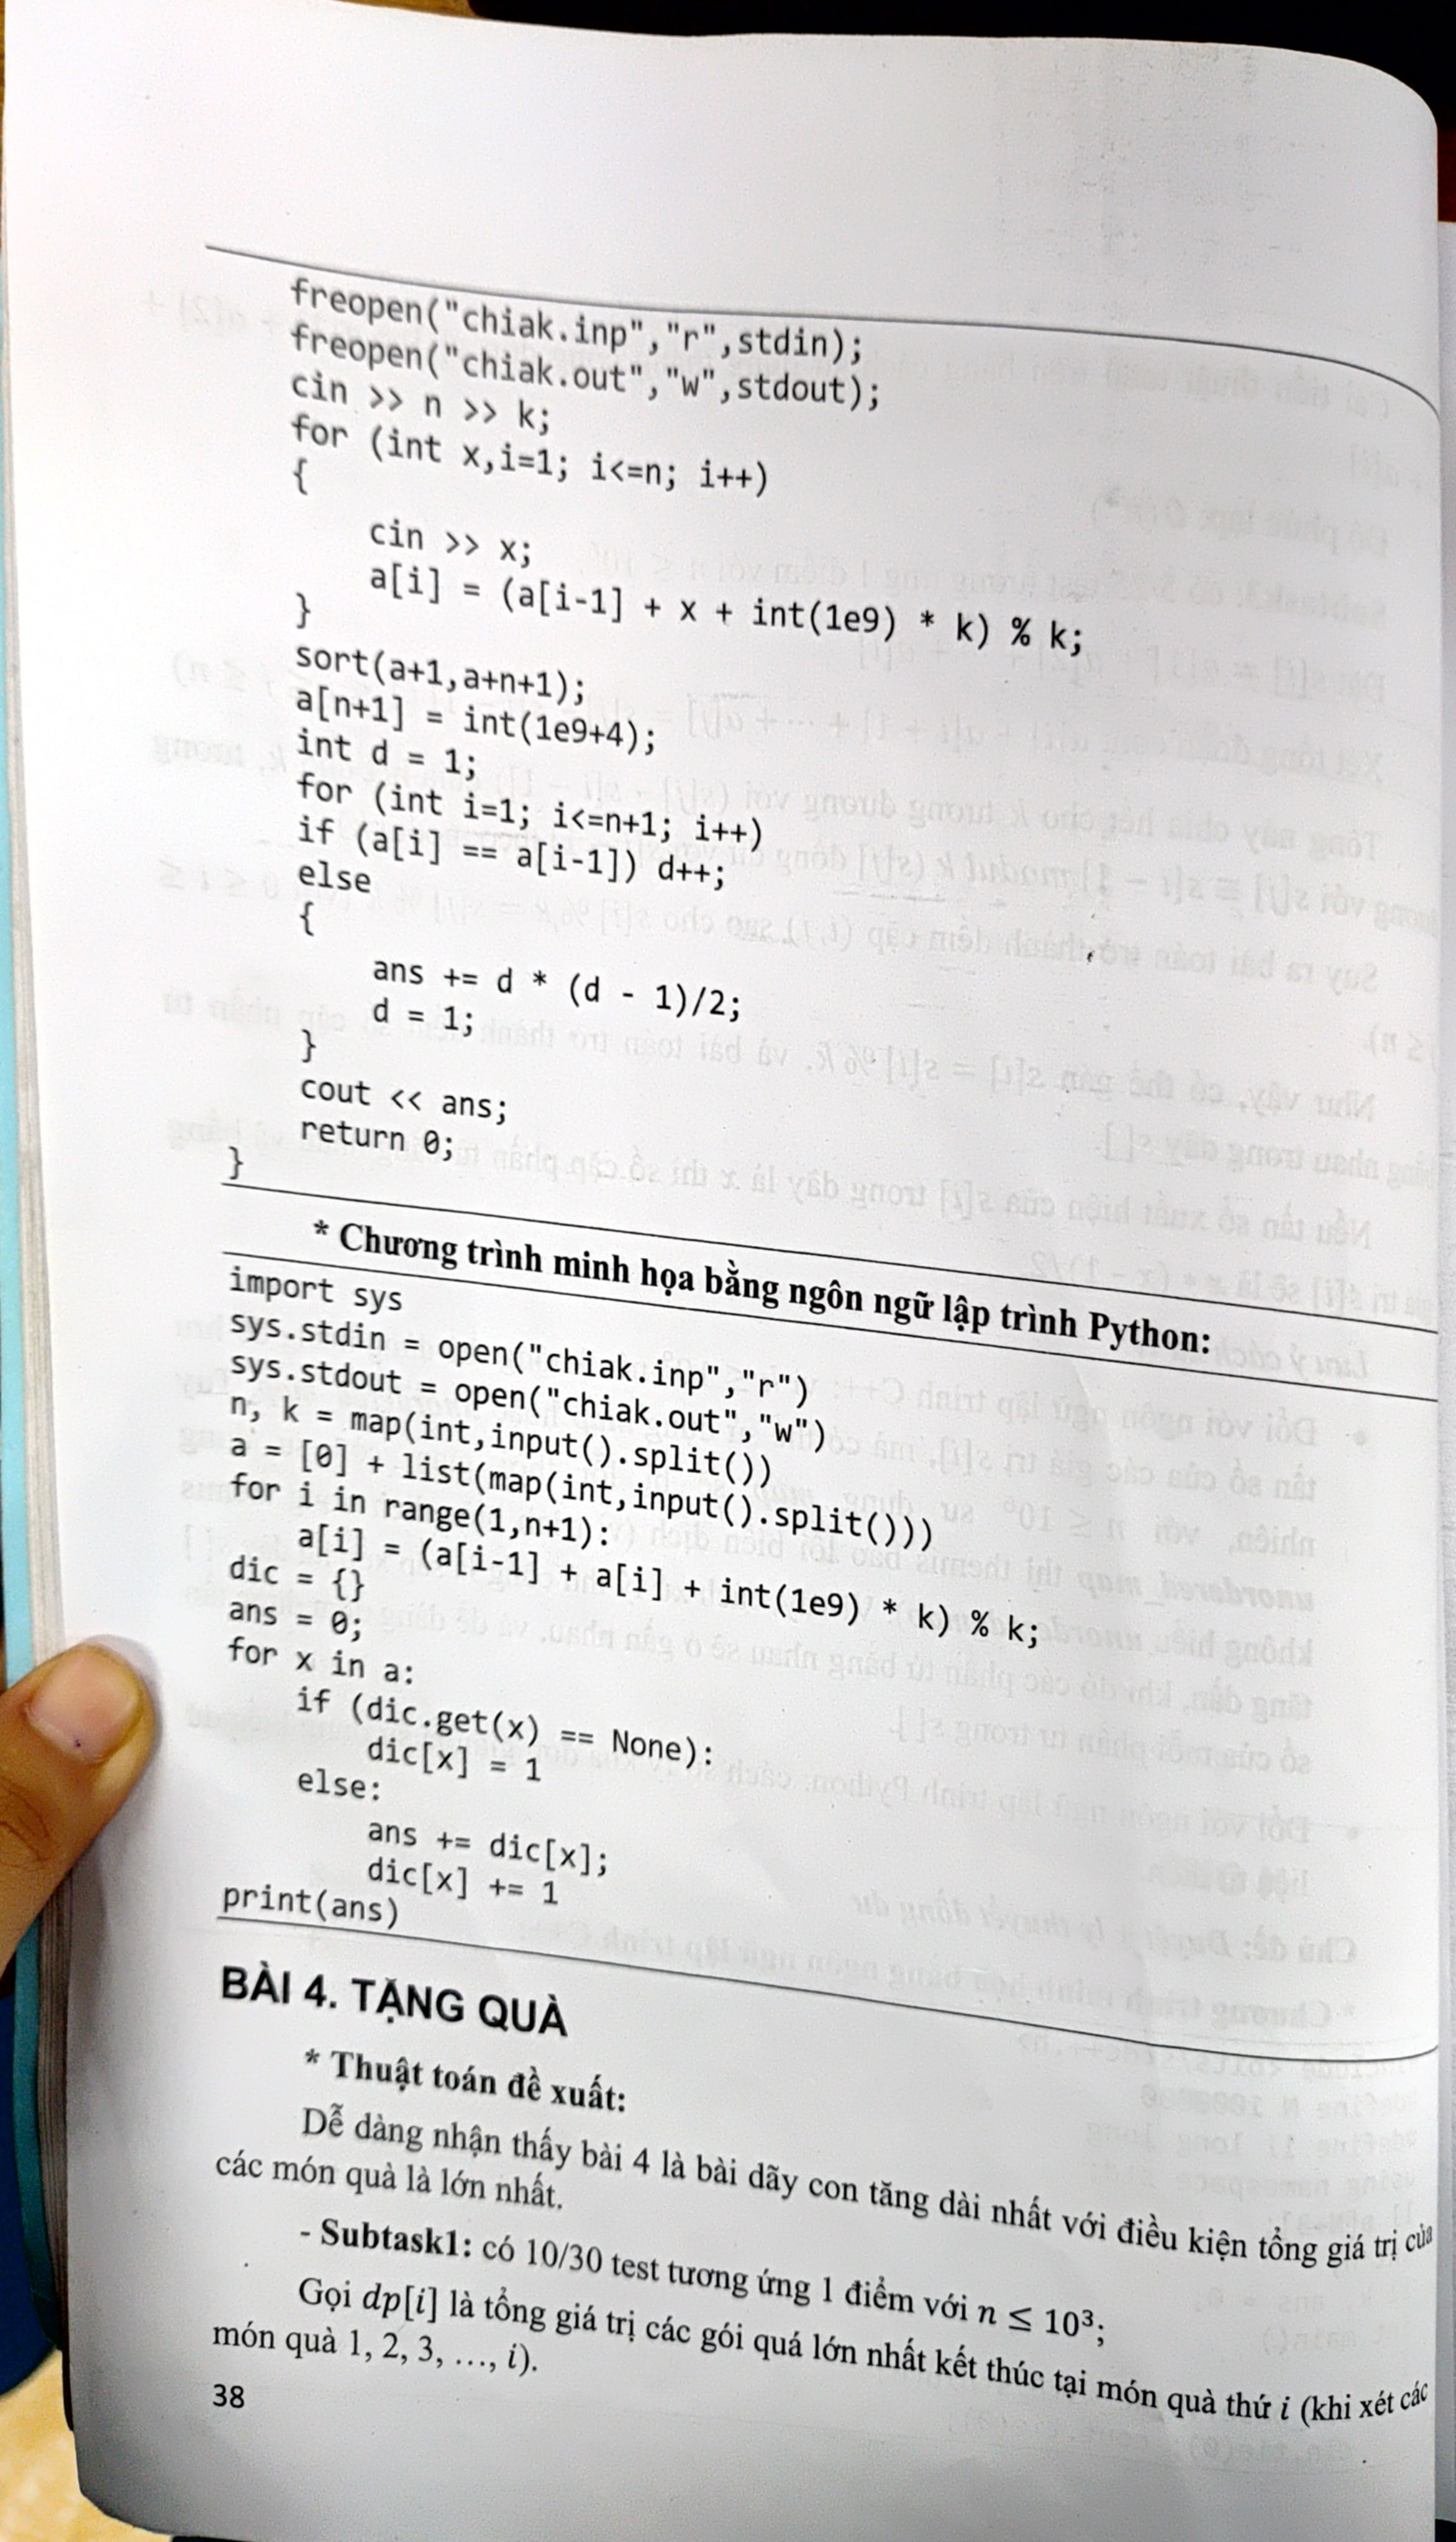 freopen("chiak.inp","r",stdin);
freopen("chiak.out","w",stdout);
cin >> n >> k;
for (int x,i=1; i<=n; i++)
{
cin >> x;
a[i] = (a[i-1] + x + int(1e9) * k) % k;
}
sort(a+1,a+n+1);
a[n+1] = int(1e9+4);
int d = 1;
for (int i=1; i<=n+1; i++)
if (a[i] == a[i-1]) d++;
else
{
ans += d * (d - 1)/2;
d = 1;
}
cout << ans;
return 0;
}
* Chương trình minh họa bằng ngôn ngữ lập trình Python:
import sys
sys.stdin = open("chiak.inp","r")
sys.stdout = open("chiak.out","w")
n, k = map(int,input().split())
a = [0] + list(map(int,input().split()))
for i in range(1,n+1):
a[i] = (a[i-1] + a[i] + int(1e9) * k) % k;
dic = {}
ans = 0;
for x in a:
if (dic.get(x) == None):
dic[x] = 1
else:
ans += dic[x];
dic[x] += 1
print(ans)
BÀI 4. TẶNG QUÀ
* Thuật toán đề xuất:
Dễ dàng nhận thấy bài 4 là bài dãy con tăng dài nhất với điều kiện tổng giá trị của
các món quà là lớn nhất.
- Subtask1: có 10/30 test tương ứng 1 điểm với n ≤ 10³;
Gọi dp[i] là tổng giá trị các gói quá lớn nhất kết thúc tại món quà thứ i (khi xét các
món quà 1, 2, 3, …, i).
38